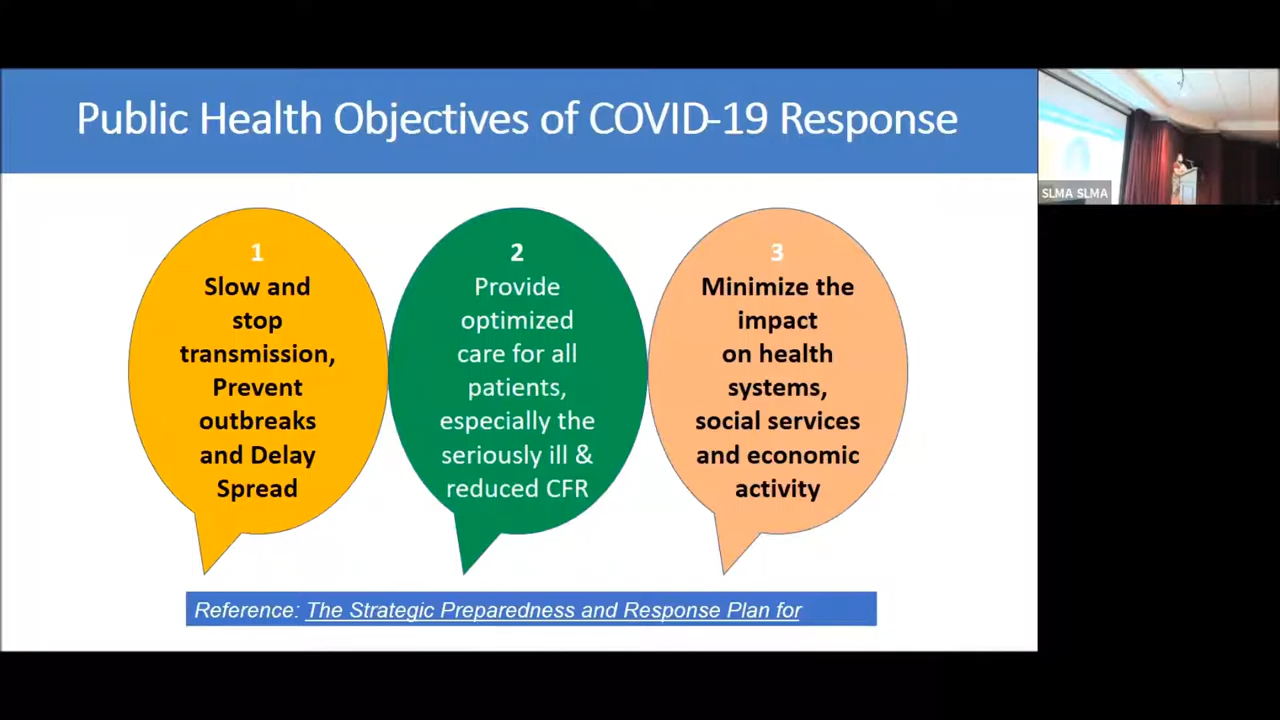 Public Health Objectives of COVID-19 Response
1
Slow and
stop
transmission,
Prevent
outbreaks
and Delay
Spread
2
Provide
optimized
care for all
patients,
especially the
seriously ill &
reduced CFR
3
Minimize the
impact
on health
systems,
social services
and economic
activity
Reference: The Strategic Preparedness and Response Plan for
SLMA SLMA